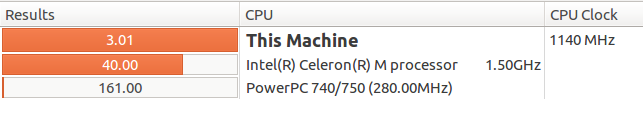 Results CPU CPU Clock
3.01 This Machine 1140 MHz
40.00 Intel(R) Celeron(R) M processor 1.50GHz
161.00 PowerPC 740/750 (280.00MHz)